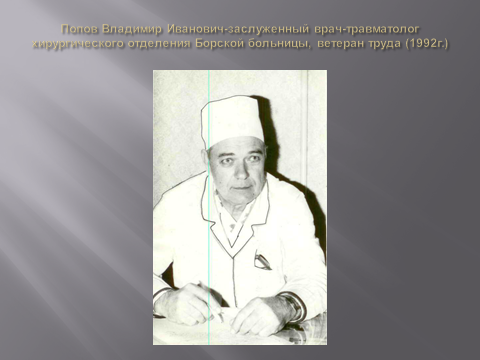 Попов Владимир Иванович-заслуженный врач-травматолог
хирургического отделения Борской больницы, ветеран труда (1992г.)